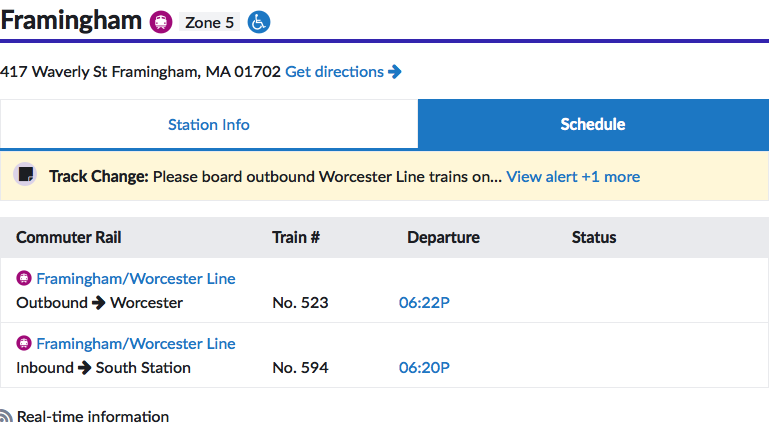 Framingham Zone 5
417 Waverly St Framingham, MA 01702 Get directions
Station Info Schedule
Track Change: Please board outbound Worcester Line trains on... View alert +1 more
Commuter Rail Train # Departure Status
Framingham/Worcester Line
Outbound → Worcester No. 523 06:22P
Framingham/Worcester Line
Inbound → South Station No. 594 06:20P
Real-time information